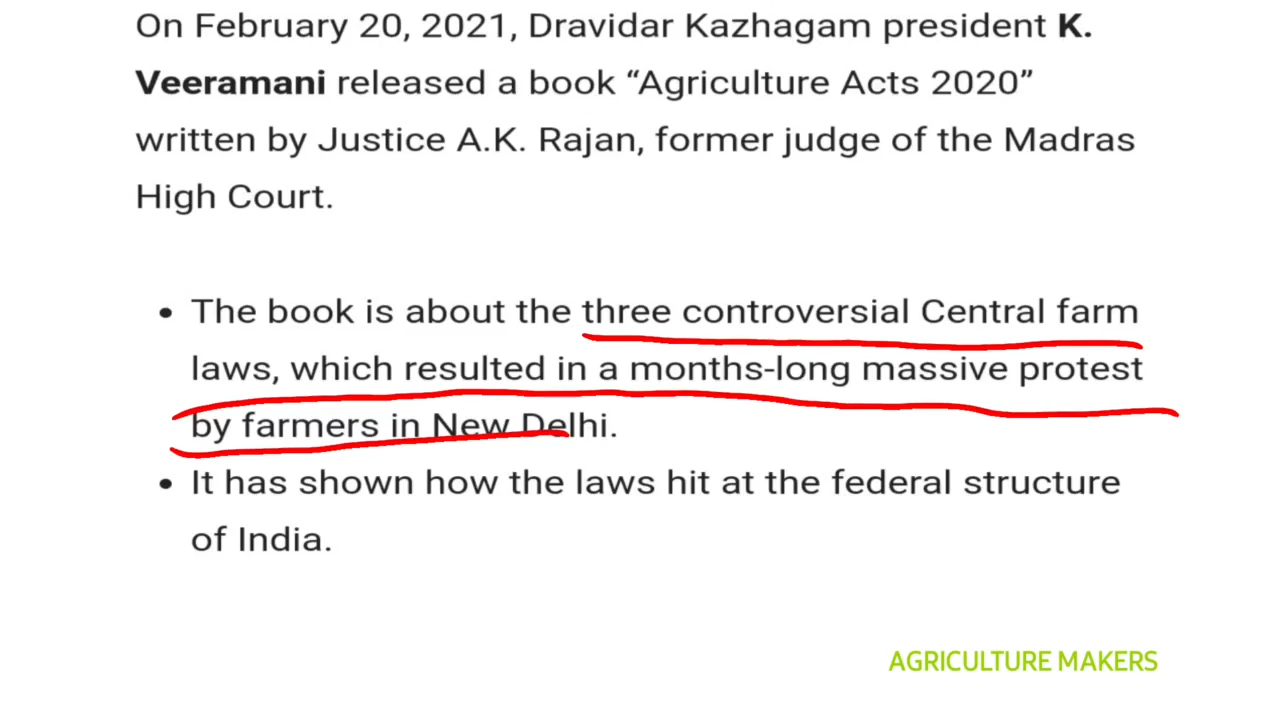 On February 20, 2021, Dravidar Kazhagam president K.
Veeramani released a book “Agriculture Acts 2020”
written by Justice A.K. Rajan, former judge of the Madras
High Court.
• The book is about the three controversial Central farm
laws, which resulted in a months-long massive protest
by farmers in New Delhi.
• It has shown how the laws hit at the federal structure
of India.
AGRICULTURE MAKERS